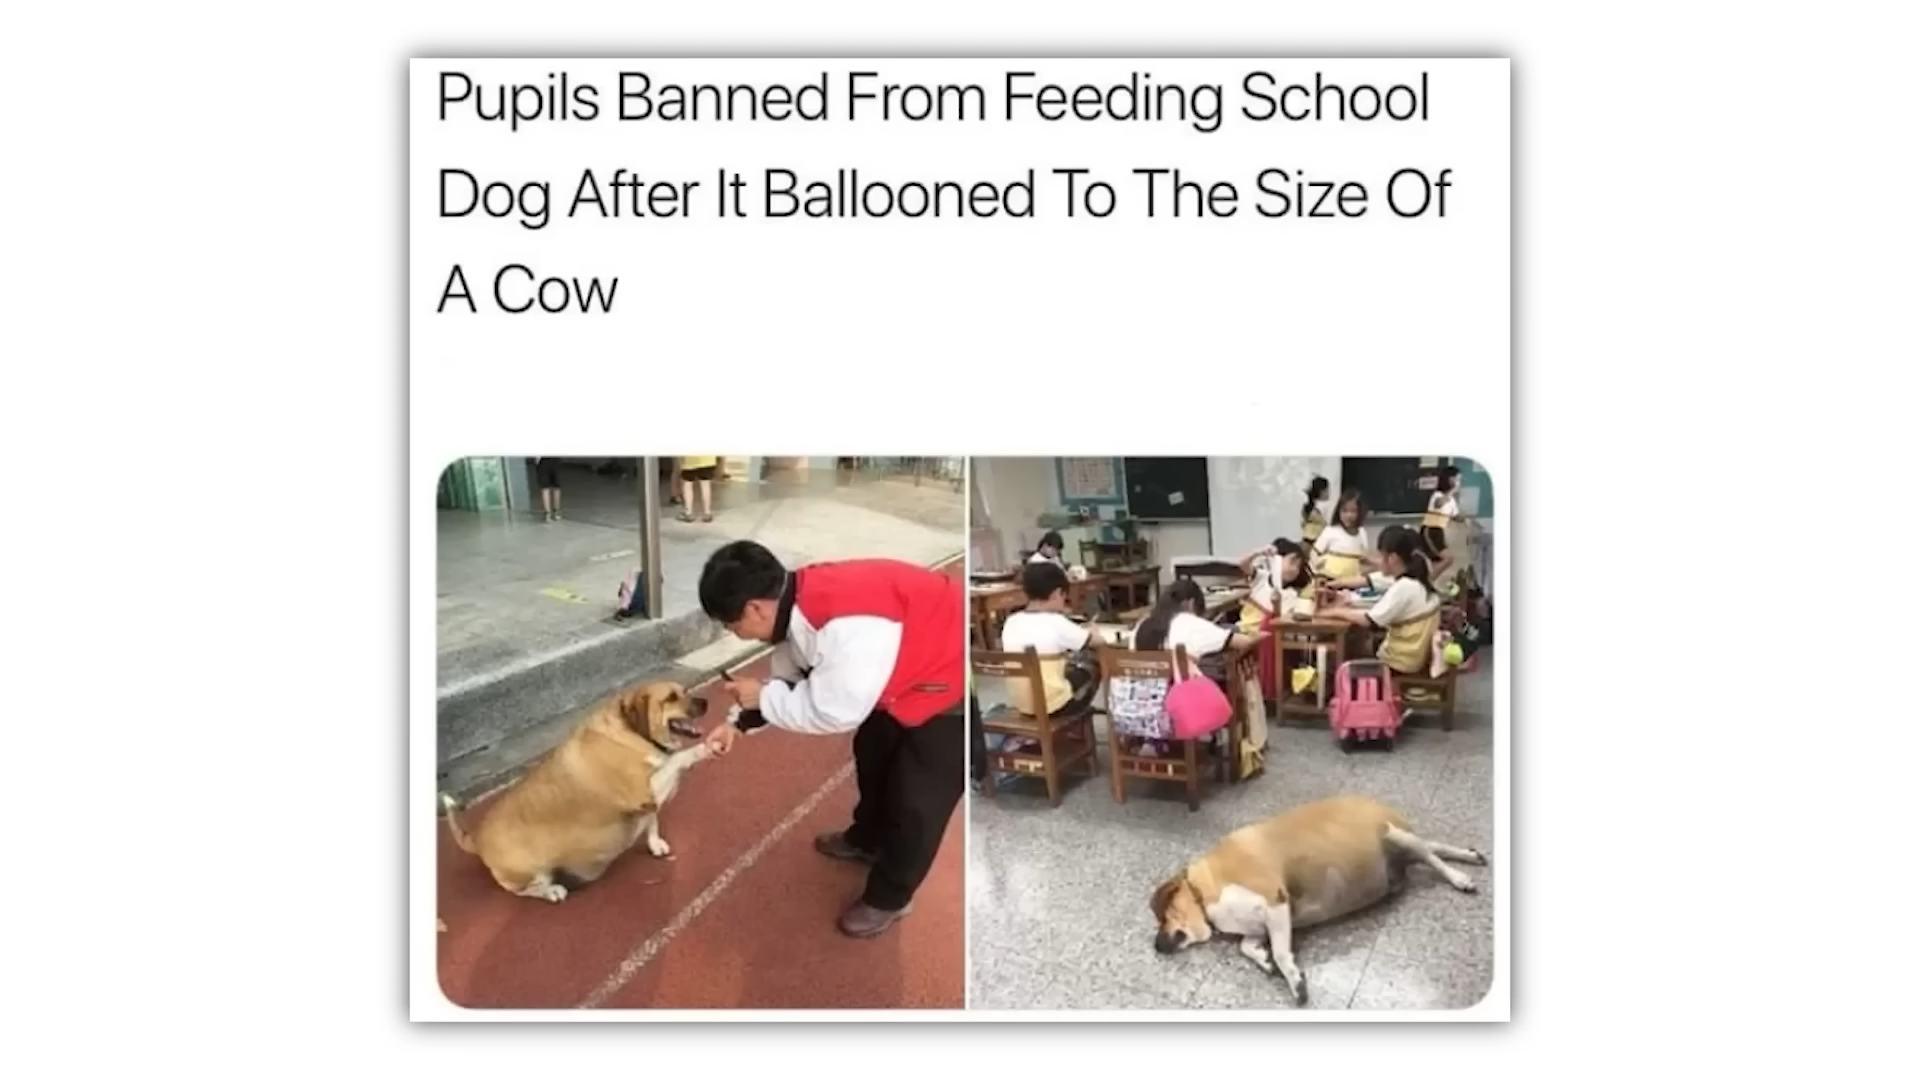 Pupils Banned From Feeding School
Dog After It Ballooned To The Size Of
A Cow